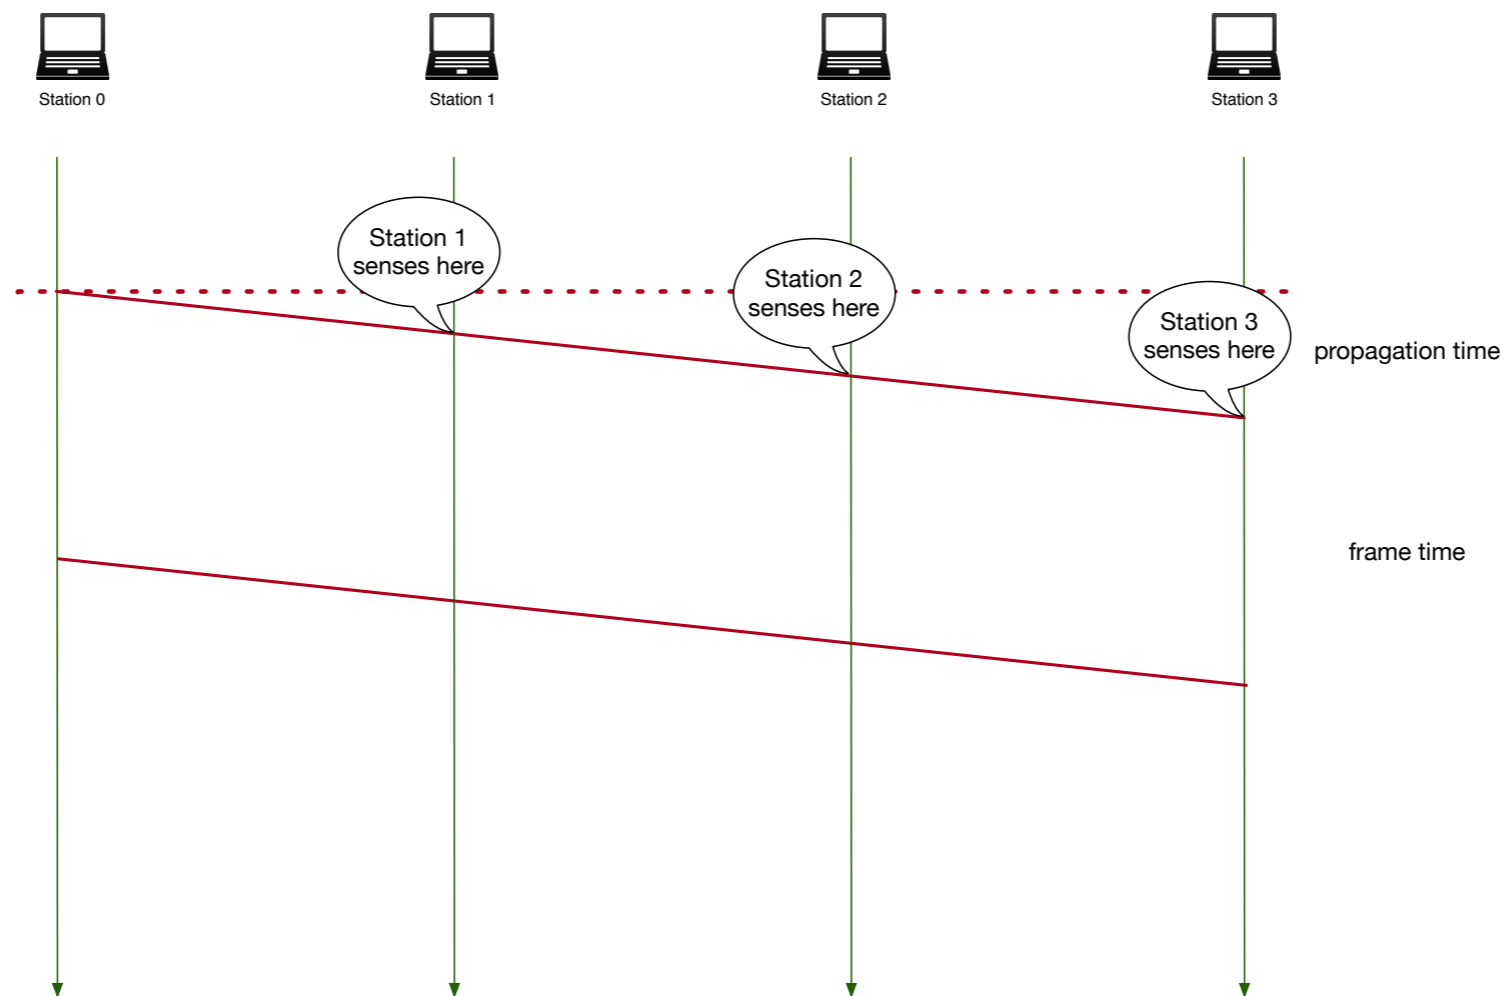 Station 0
Station 1
Station 2
Station 3
Station 1
senses here
Station 2
senses here
Station 3
senses here
propagation time
frame time